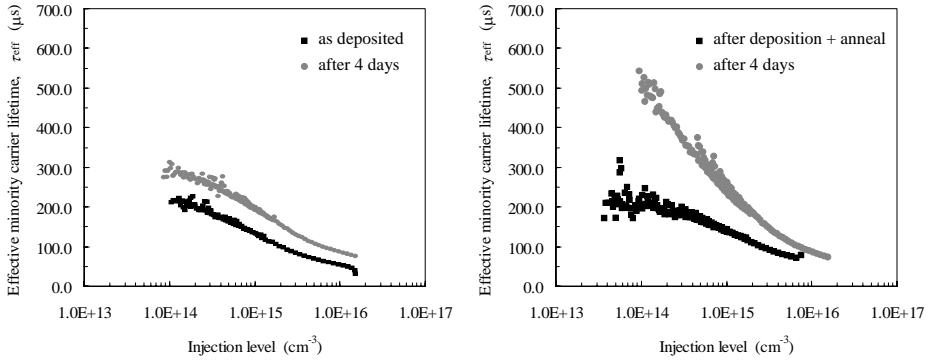 700.0
600.0
500.0
400.0
300.0
200.0
100.0
0.0
Effective minority carrier lifetime, τeff (μs)
as deposited
after 4 days
1.0E+13 1.0E+14 1.0E+15 1.0E+16 1.0E+17
Injection level (cm-3)
700.0
600.0
500.0
400.0
300.0
200.0
100.0
0.0
Effective minority carrier lifetime, τeff (μs)
after deposition + anneal
after 4 days
1.0E+13 1.0E+14 1.0E+15 1.0E+16 1.0E+17
Injection level (cm-3)